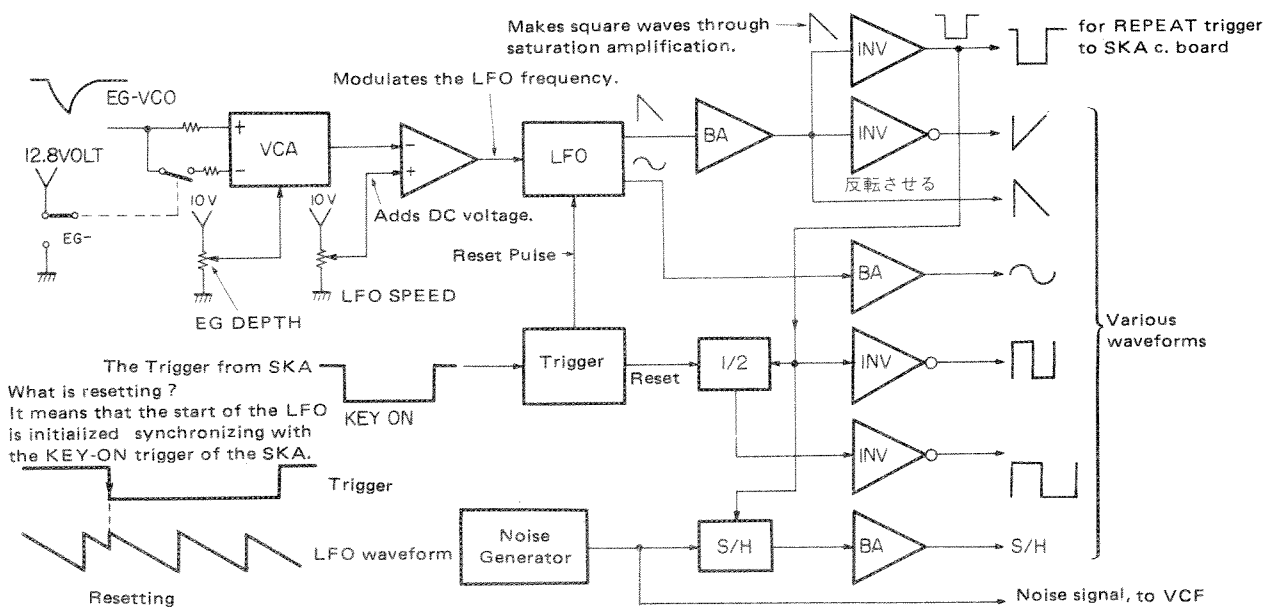 Makes square waves through
saturation amplification.
INV
for REPEAT trigger
to SKA c. board
Modulates the LFO frequency.
EG-VCO
12.8VOLT
+
−
VCA
−
+
LFO
BA
INV
反転させる
10V
10V
Adds DC voltage.
EG-
Reset Pulse
LFO SPEED
EG DEPTH
BA
Various
waveforms
The Trigger from SKA
KEY ON
Trigger
Reset
1/2
INV
What is resetting ?
It means that the start of the LFO
is initiaiized synchronizing with
the KEY-ON trigger of the SKA.
Trigger
INV
LFO waveform
Noise
Generator
S/H
BA
S/H
Resetting
Noise signal, to VCF